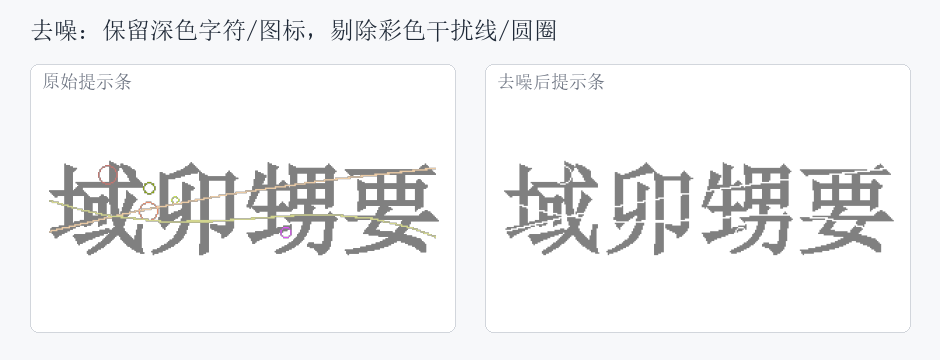 去噪：保留深色字符/图标，剔除彩色干扰线/圆圈
原始提示条
去噪后提示条
域卯甥要
域卯甥要